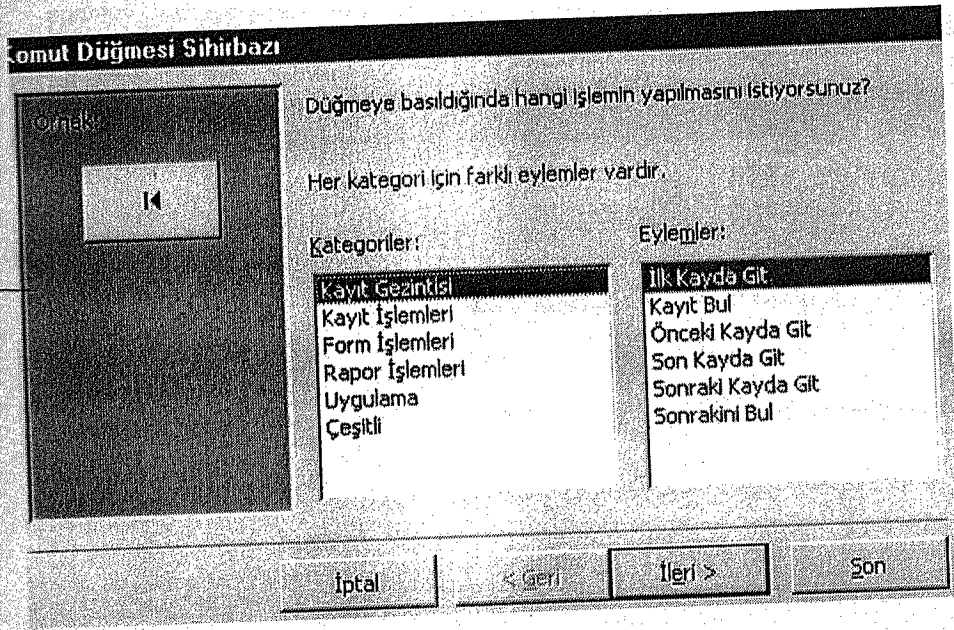 Komut Düğmesi Sihirbazı
Örnek:
Düğmeye basıldığında hangi işlemin yapılmasını istiyorsunuz?
Her kategori için farklı eylemler vardır.
Kategoriler:
Kayıt Gezintisi
Kayıt İşlemleri
Form İşlemleri
Rapor İşlemleri
Uygulama
Çeşitli
Eylemler:
İlk Kayda Git
Kayıt Bul
Önceki Kayda Git
Son Kayda Git
Sonraki Kayda Git
Sonrakini Bul
İptal
< Geri
İleri >
Son